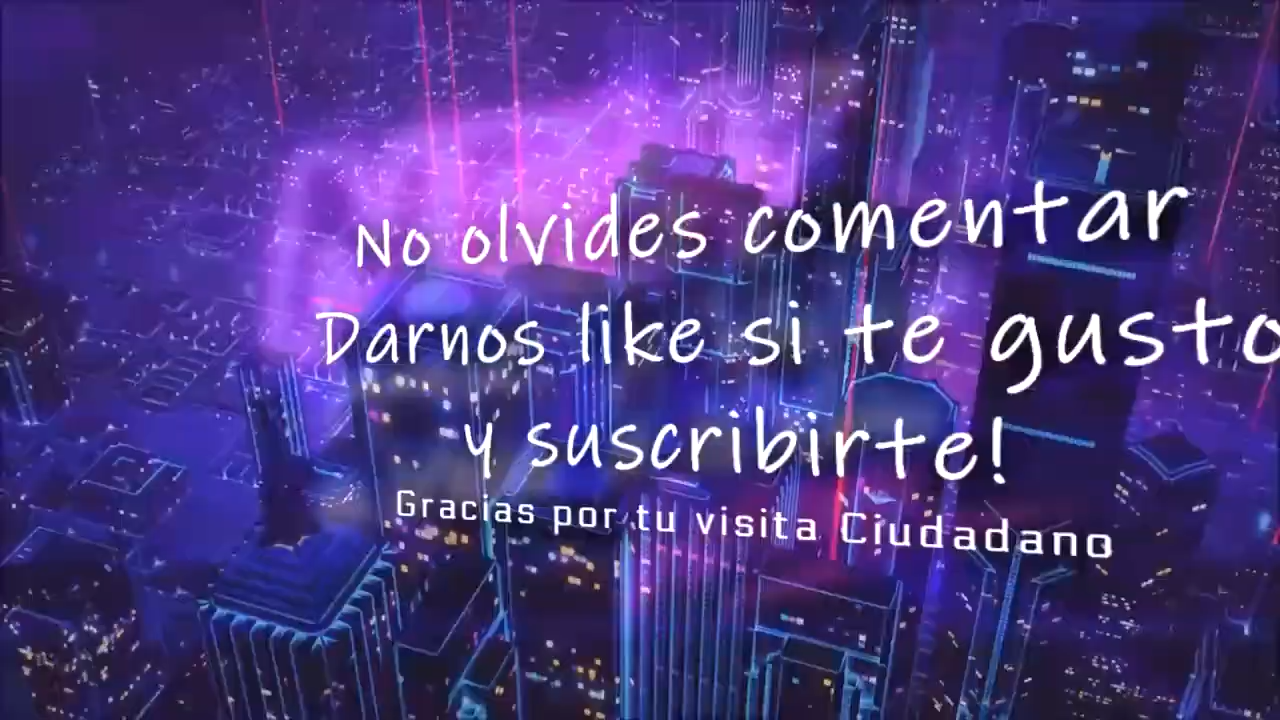 No olvides comentar
Darnos like si te gusto
y suscribirte!
Gracias por tu visita Ciudadano